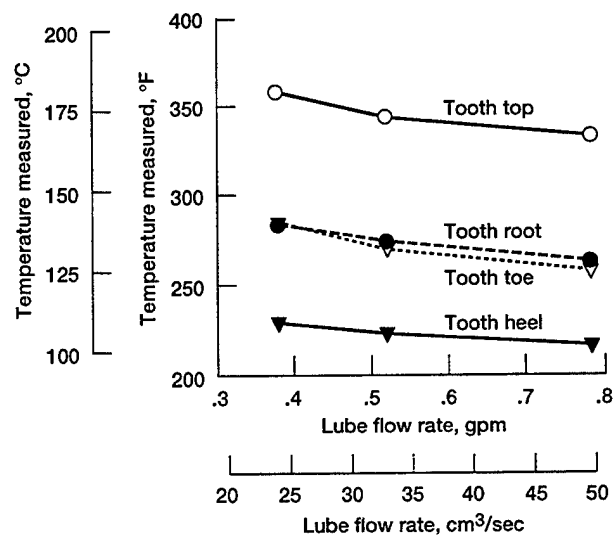 Temperature measured, °C
200
175
150
125
100
Temperature measured, °F
400
350
300
250
200
Tooth top
Tooth root
Tooth toe
Tooth heel
.3 .4 .5 .6 .7 .8
Lube flow rate, gpm
20 25 30 35 40 45 50
Lube flow rate, cm³/sec